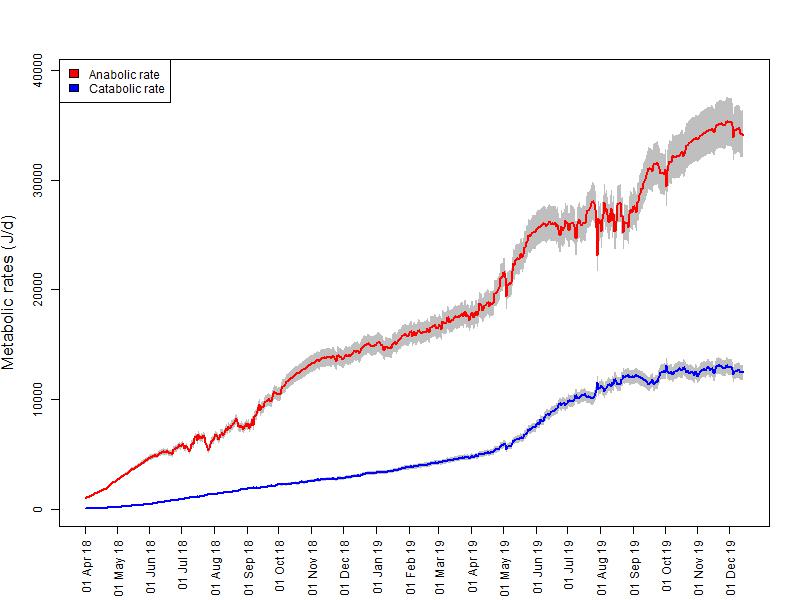 Anabolic rate
Catabolic rate
Metabolic rates (J/d)
40000
30000
20000
10000
0
01 Apr 18
01 May 18
01 Jun 18
01 Jul 18
01 Aug 18
01 Sep 18
01 Oct 18
01 Nov 18
01 Dec 18
01 Jan 19
01 Feb 19
01 Mar 19
01 Apr 19
01 May 19
01 Jun 19
01 Jul 19
01 Aug 19
01 Sep 19
01 Oct 19
01 Nov 19
01 Dec 19